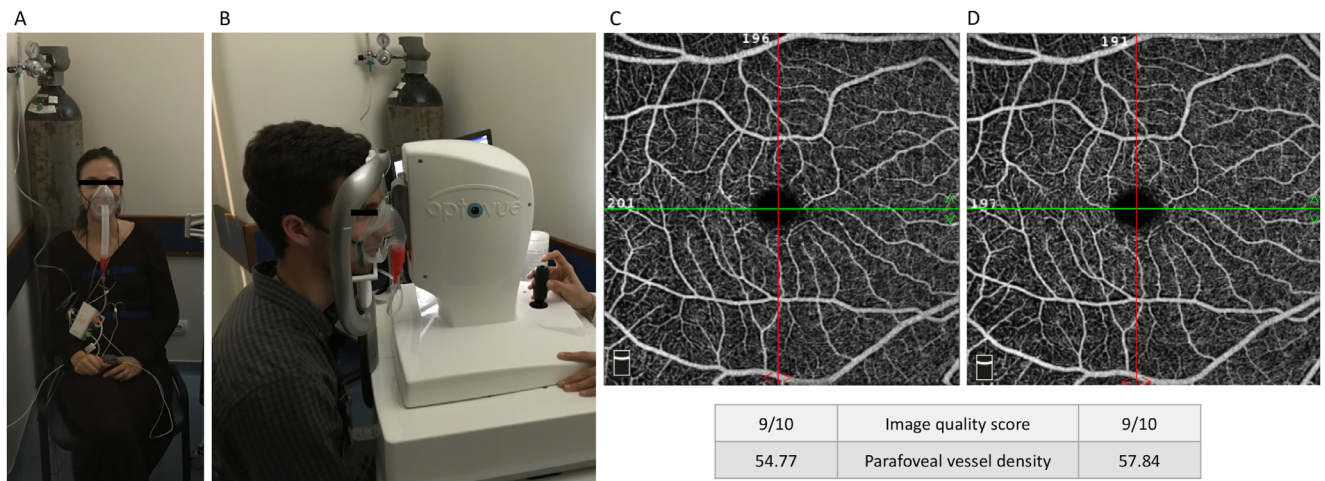 A
B
C
D
optovue
196
201
191
197
9/10 Image quality score 9/10
54.77 Parafoveal vessel density 57.84